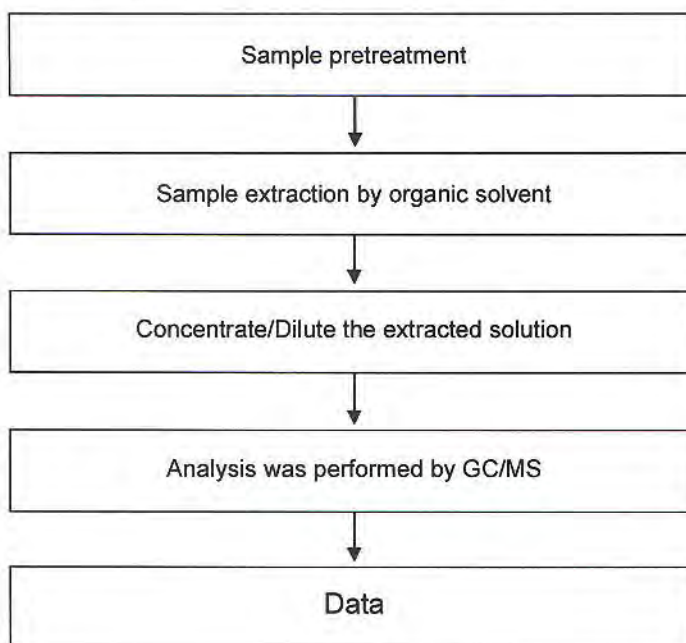 Sample pretreatment
Sample extraction by organic solvent
Concentrate/Dilute the extracted solution
Analysis was performed by GC/MS
Data